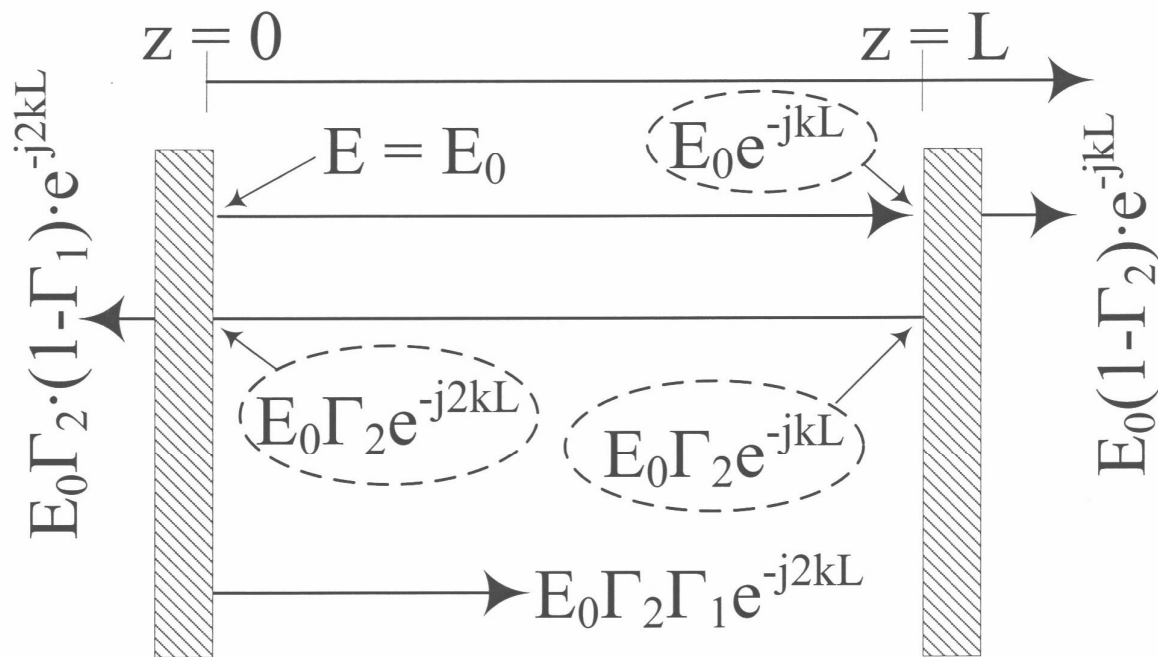 z = 0
z = L
E = E₀
E₀e⁻ʲᵏᴸ
E₀Γ₂·(1-Γ₁)·e⁻ʲ²ᵏᴸ
E₀(1-Γ₂)·e⁻ʲᵏᴸ
E₀Γ₂e⁻ʲ²ᵏᴸ
E₀Γ₂e⁻ʲᵏᴸ
E₀Γ₂Γ₁e⁻ʲ²ᵏᴸ